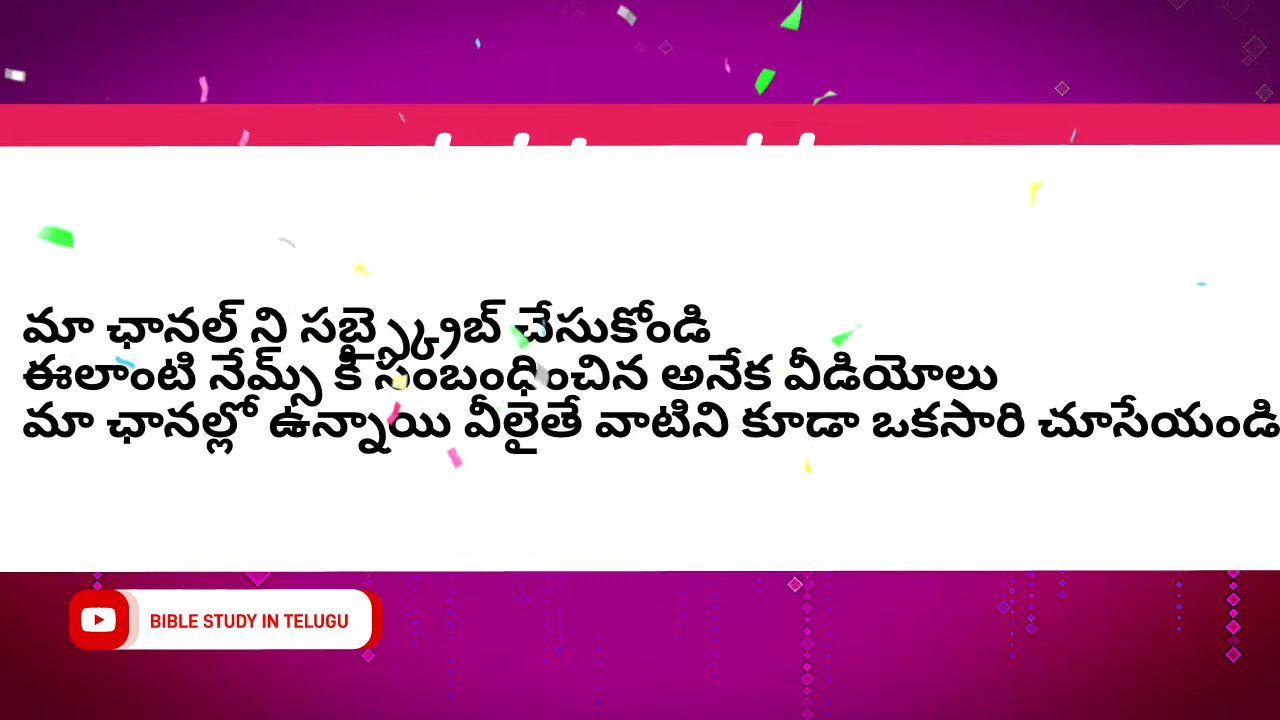 మా ఛానల్ ని సబ్స్క్రైబ్ చేసుకోండి
ఈలాంటి నేమ్స్ కి సంబంధించిన అనేక వీడియోలు
మా ఛానల్లో ఉన్నాయి వీలైతే వాటిని కూడా ఒకసారి చూసేయండి
BIBLE STUDY IN TELUGU